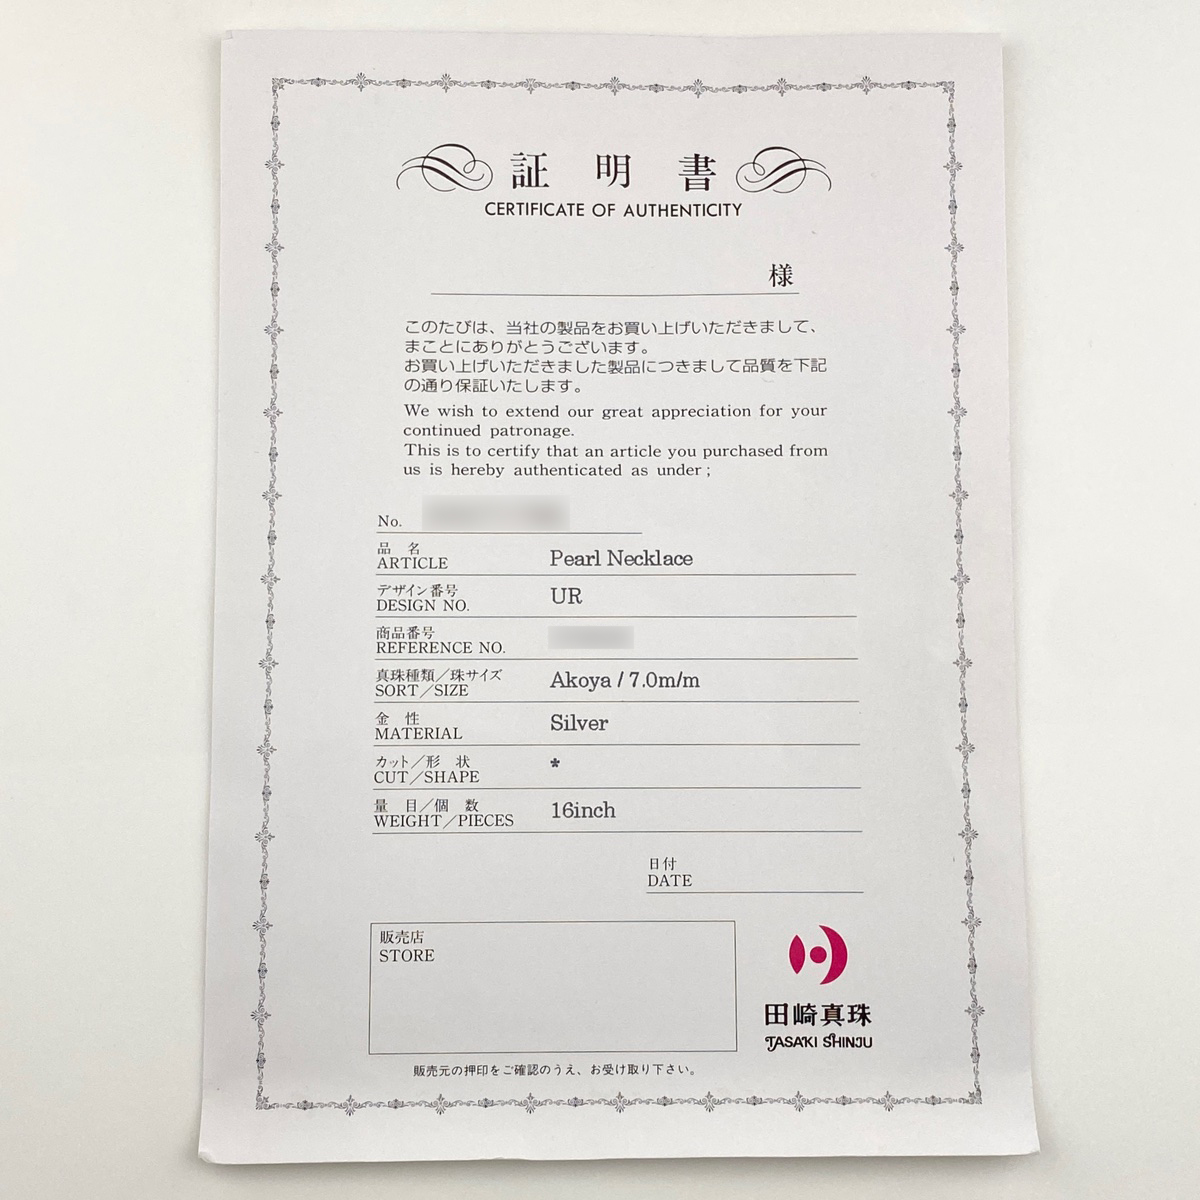 証明書
CERTIFICATE OF AUTHENTICITY
様
このたびは、当社の製品をお買い上げいただきまして、
まことにありがとうございます。
お買い上げいただきました製品につきまして品質を下記
の通り保証いたします。
We wish to extend our great appreciation for your
continued patronage.
This is to certify that an article you purchased from
us is hereby authenticated as under ;
No.
品名
ARTICLE Pearl Necklace
デザイン番号
DESIGN NO. UR
商品番号
REFERENCE NO.
真珠種類／珠サイズ
SORT／SIZE Akoya / 7.0m/m
金性
MATERIAL Silver
カット／形状
CUT／SHAPE *
量目／個数
WEIGHT／PIECES 16inch
日付
DATE
販売店
STORE
田崎真珠
TASAKI SHINJU
販売元の押印をご確認のうえ、お受け取り下さい。